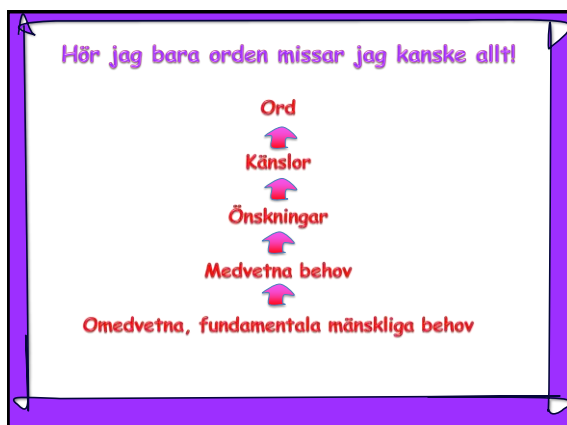 Hör jag bara orden missar jag kanske allt!
Ord
Känslor
Önskningar
Medvetna behov
Omedvetna, fundamentala mänskliga behov